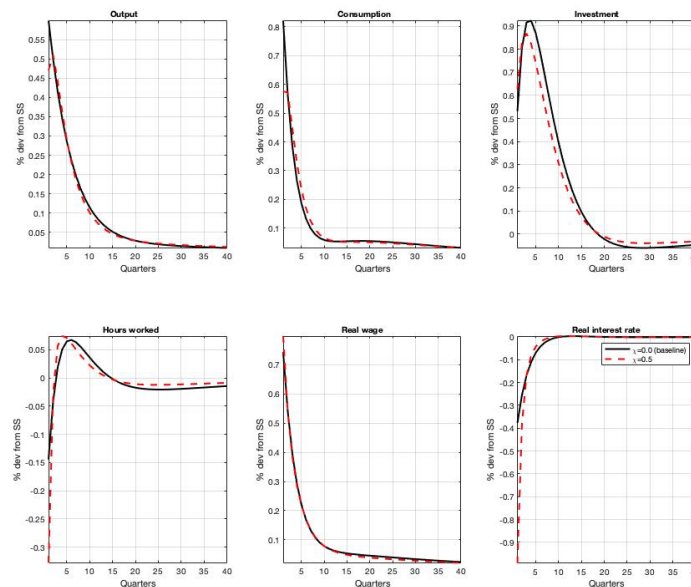 Output
% dev from SS
0.55
0.5
0.45
0.4
0.35
0.3
0.25
0.2
0.15
0.1
0.05
5 10 15 20 25 30 35 40
Quarters
Consumption
% dev from SS
0.8
0.7
0.6
0.5
0.4
0.3
0.2
0.1
5 10 15 20 25 30 35 40
Quarters
Investment
% dev from SS
0.9
0.8
0.7
0.6
0.5
0.4
0.3
0.2
0.1
0
5 10 15 20 25 30 35
Quarters
Hours worked
% dev from SS
0.05
0
-0.05
-0.1
-0.15
-0.2
-0.25
-0.3
5 10 15 20 25 30 35 40
Quarters
Real wage
% dev from SS
0.7
0.6
0.5
0.4
0.3
0.2
0.1
5 10 15 20 25 30 35 40
Quarters
Real interest rate
% dev from SS
0
-0.1
-0.2
-0.3
-0.4
-0.5
-0.6
-0.7
-0.8
-0.9
χ=0.0 (baseline)
χ=0.5
5 10 15 20 25 30 35
Quarters